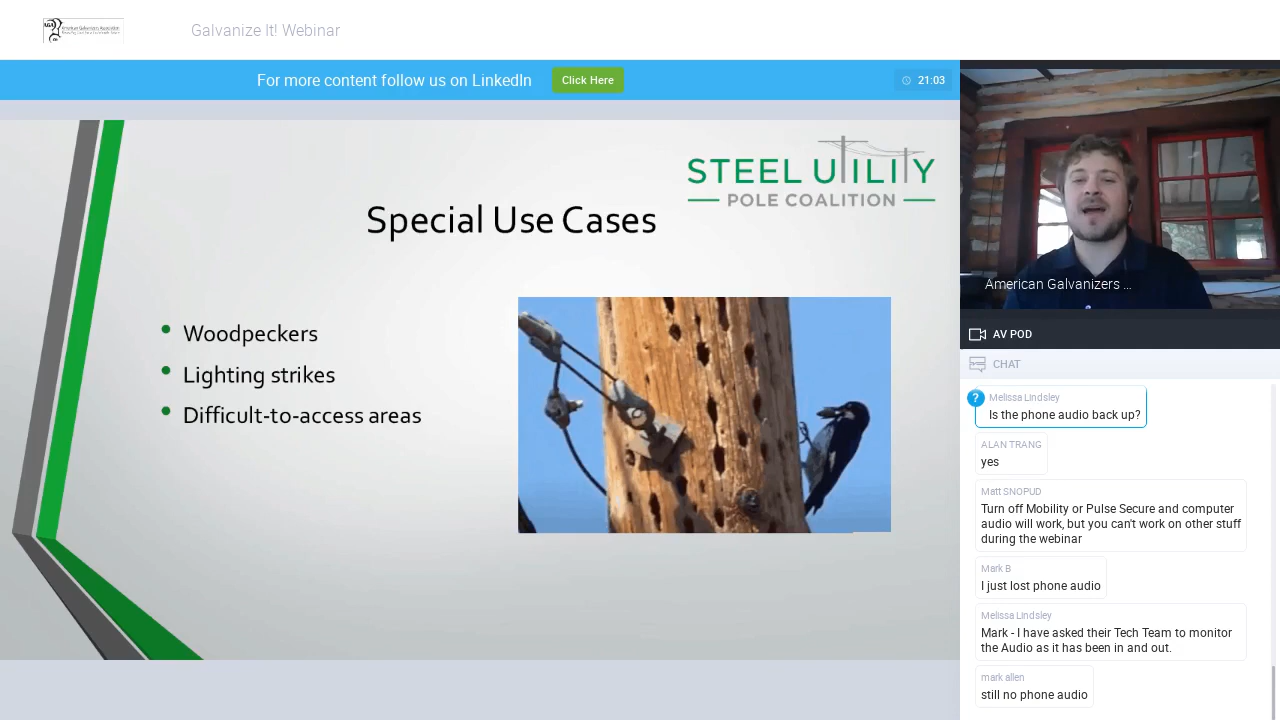 AGA
American Galvanizers Association
Galvanize It! Webinar
For more content follow us on LinkedIn
Click Here
21:03
STEEL UTILITY
POLE COALITION
Special Use Cases
Woodpeckers
Lighting strikes
Difficult-to-access areas
American Galvanizers ...
AV POD
CHAT
?
Melissa Lindsley
Is the phone audio back up?
ALAN TRANG
yes
Matt SNOPUD
Turn off Mobility or Pulse Secure and computer
audio will work, but you can't work on other stuff
during the webinar
Mark B
I just lost phone audio
Melissa Lindsley
Mark - I have asked their Tech Team to monitor
the Audio as it has been in and out.
mark allen
still no phone audio